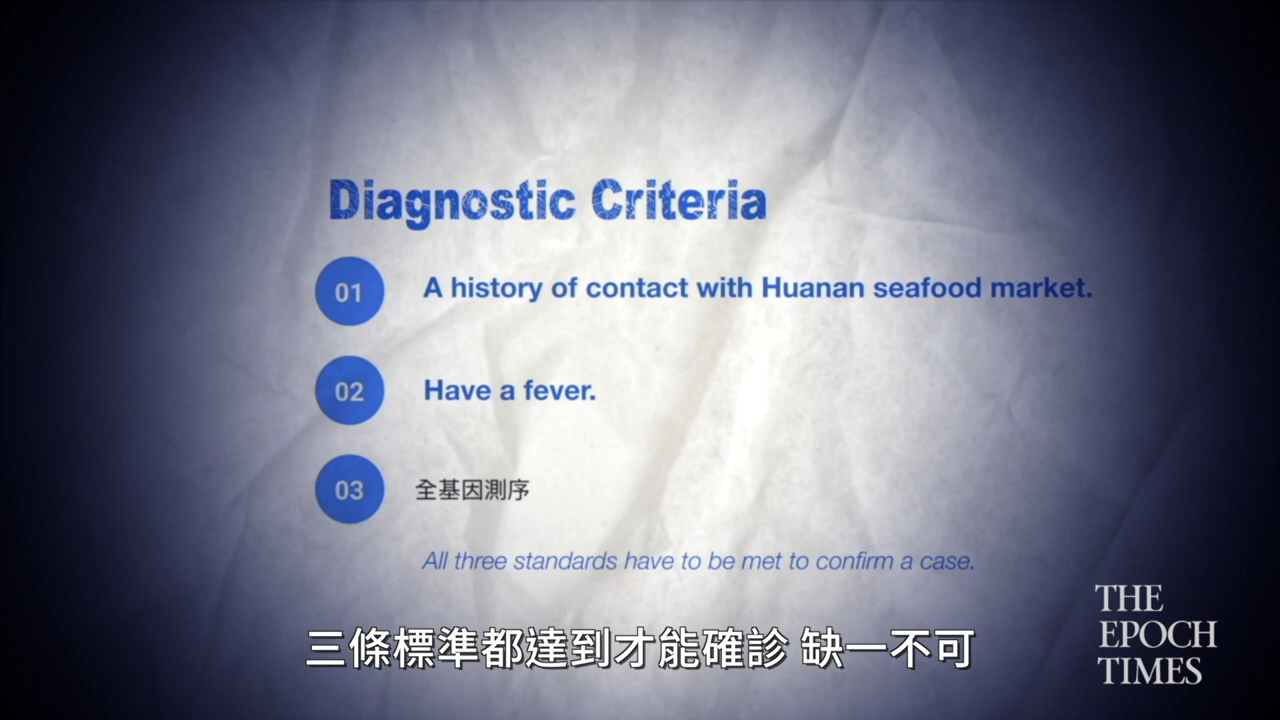 Diagnostic Criteria
01 A history of contact with Huanan seafood market.
02 Have a fever.
03 全基因測序
All three standards have to be met to confirm a case.
三條標準都達到才能確診 缺一不可
THE
EPOCH
TIMES